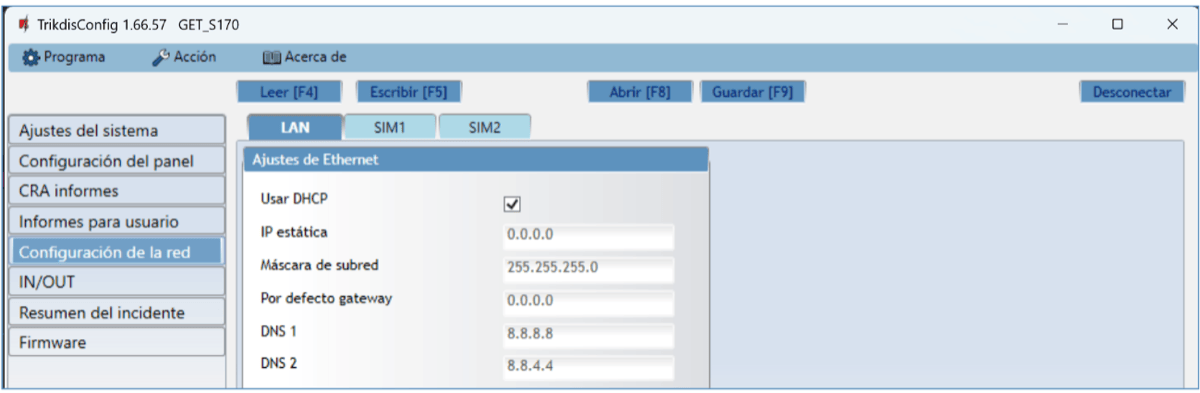 TrikdisConfig 1.66.57 GET_S170
Programa Acción Acerca de
Leer [F4] Escribir [F5] Abrir [F8] Guardar [F9] Desconectar
Ajustes del sistema
Configuración del panel
CRA informes
Informes para usuario
Configuración de la red
IN/OUT
Resumen del incidente
Firmware
LAN SIM1 SIM2
Ajustes de Ethernet
Usar DHCP
IP estática 0.0.0.0
Máscara de subred 255.255.255.0
Por defecto gateway 0.0.0.0
DNS 1 8.8.8.8
DNS 2 8.8.4.4